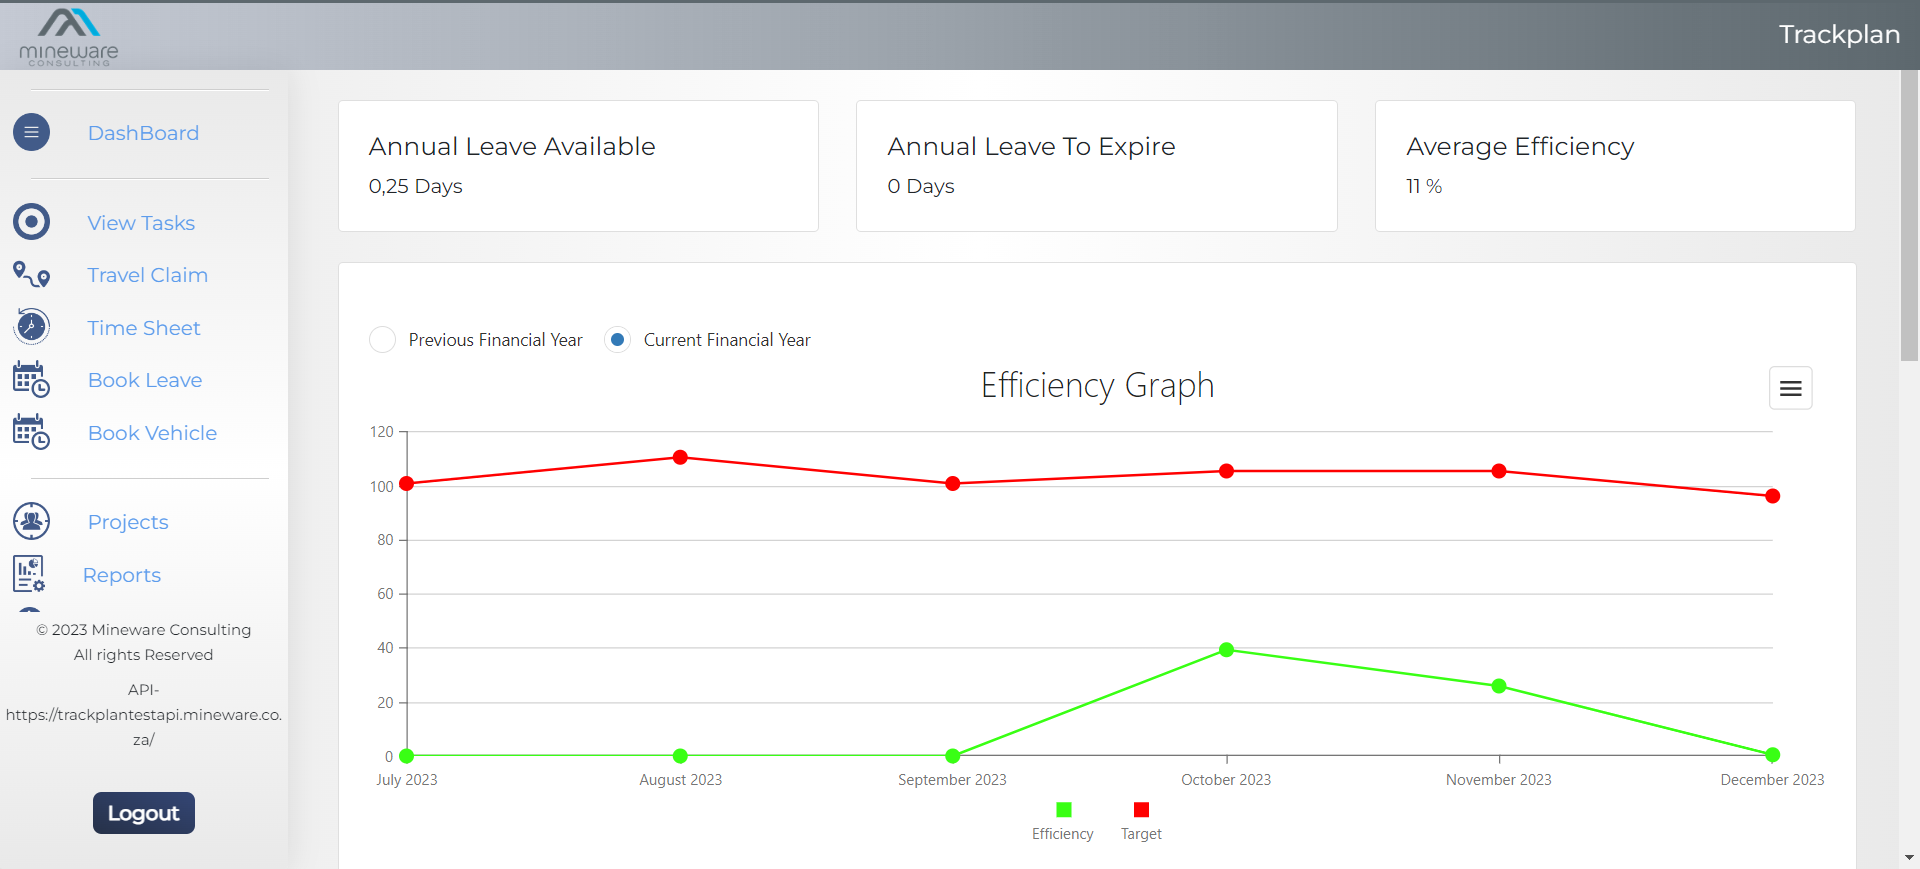 mineware
CONSULTING
Trackplan
DashBoard
View Tasks
Travel Claim
Time Sheet
Book Leave
Book Vehicle
Projects
Reports
© 2023 Mineware Consulting
All rights Reserved
API-
https://trackplantestapi.mineware.co.
za/
Logout
Annual Leave Available
0,25 Days
Annual Leave To Expire
0 Days
Average Efficiency
11 %
Previous Financial Year
Current Financial Year
Efficiency Graph
120
100
80
60
40
20
0
July 2023
August 2023
September 2023
October 2023
November 2023
December 2023
Efficiency
Target